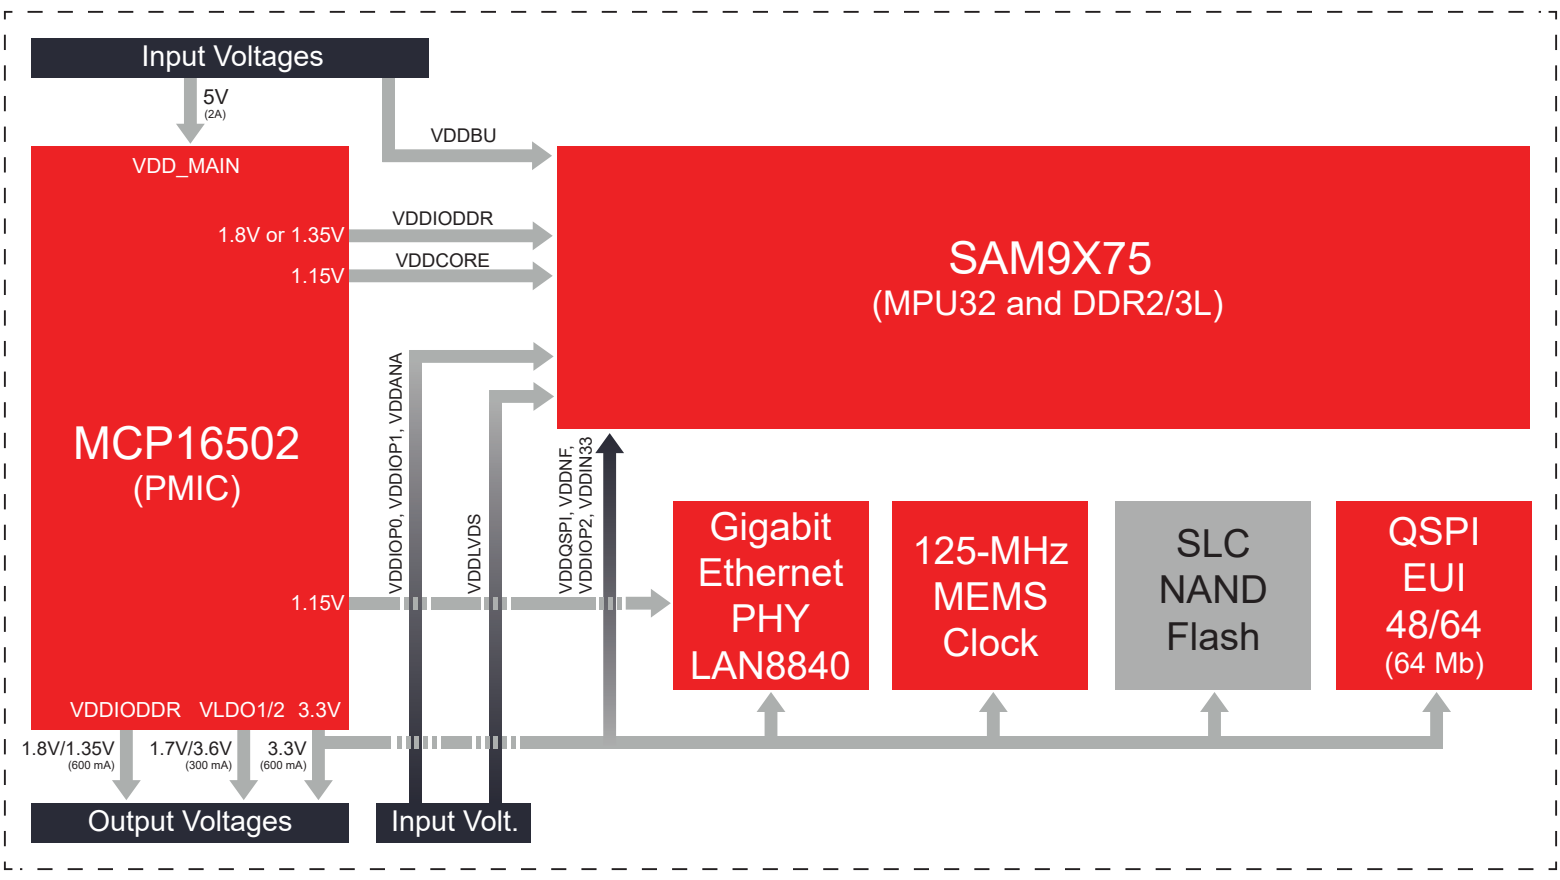 Input Voltages
5V
(2A)
VDDBU
VDD_MAIN
1.8V or 1.35V
VDDIODDR
1.15V
VDDCORE
SAM9X75
(MPU32 and DDR2/3L)
MCP16502
(PMIC)
VDDIOP0, VDDIOP1, VDDANA
VDDLVDS
VDDQSPI, VDDNF,
VDDIOP2, VDDIN33
1.15V
Gigabit
Ethernet
PHY
LAN8840
125-MHz
MEMS
Clock
SLC
NAND
Flash
QSPI
EUI
48/64
(64 Mb)
VDDIODDR VLDO1/2 3.3V
1.8V/1.35V
(600 mA)
1.7V/3.6V
(300 mA)
3.3V
(600 mA)
Output Voltages
Input Volt.